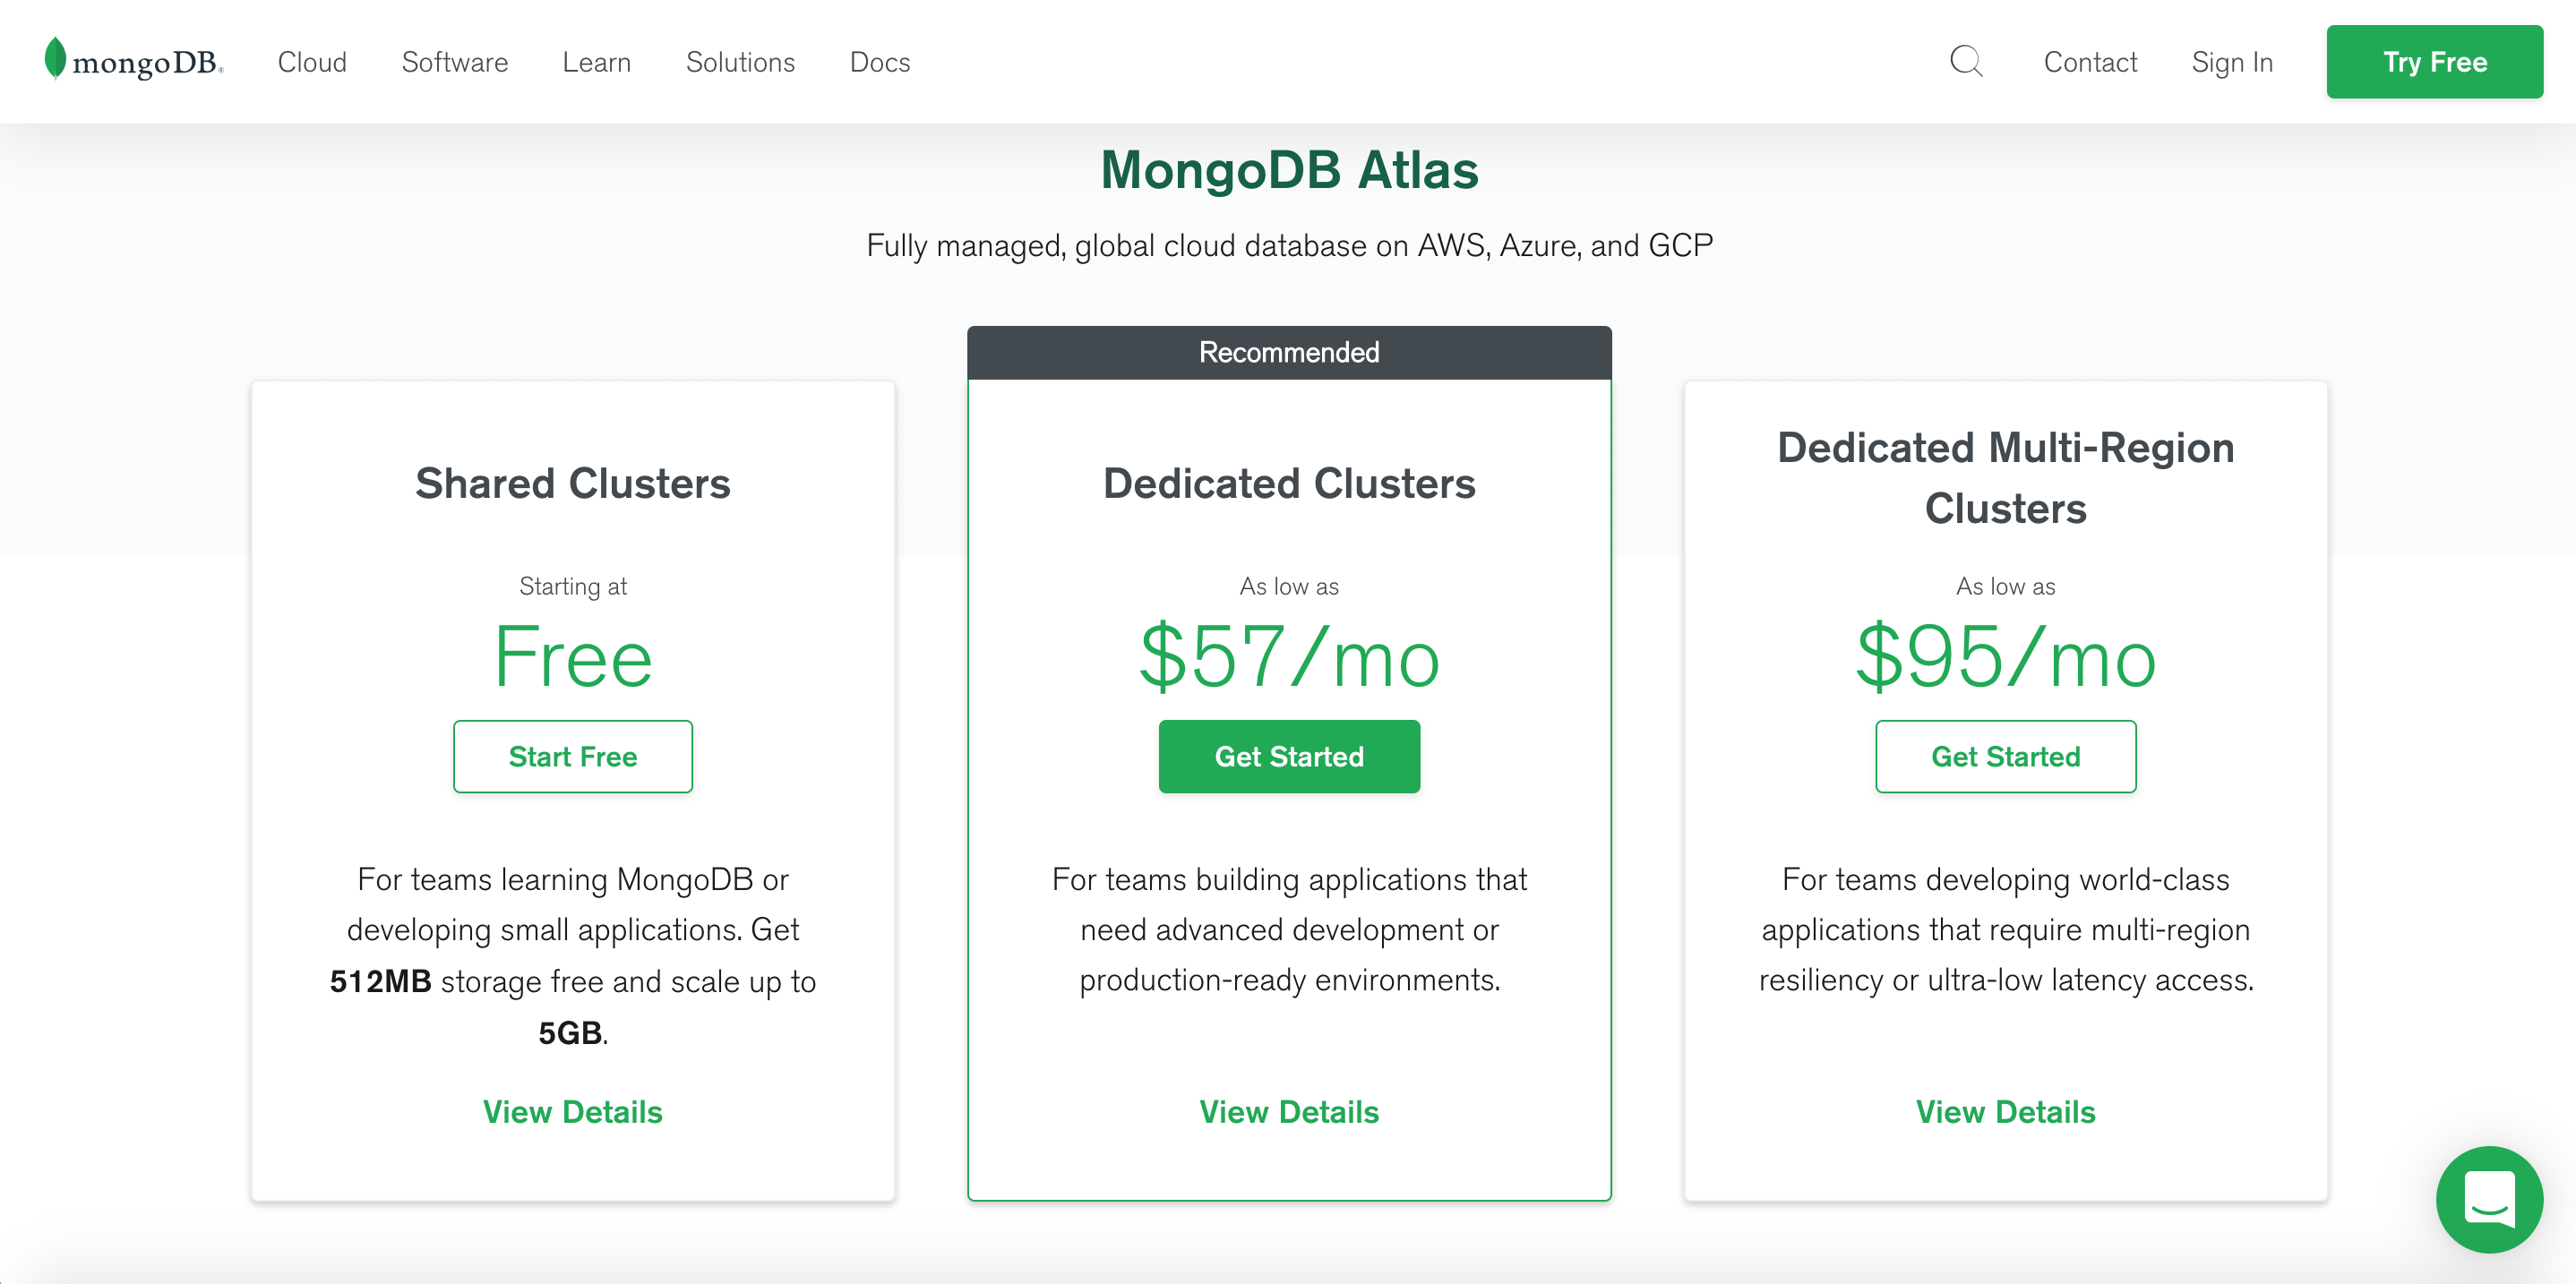 mongoDB®
Cloud
Software
Learn
Solutions
Docs
Contact
Sign In
Try Free
MongoDB Atlas
Fully managed, global cloud database on AWS, Azure, and GCP
Shared Clusters
Starting at
Free
Start Free
For teams learning MongoDB or
developing small applications. Get
512MB storage free and scale up to
5GB.
View Details
Recommended
Dedicated Clusters
As low as
$57/mo
Get Started
For teams building applications that
need advanced development or
production-ready environments.
View Details
Dedicated Multi-Region
Clusters
As low as
$95/mo
Get Started
For teams developing world-class
applications that require multi-region
resiliency or ultra-low latency access.
View Details